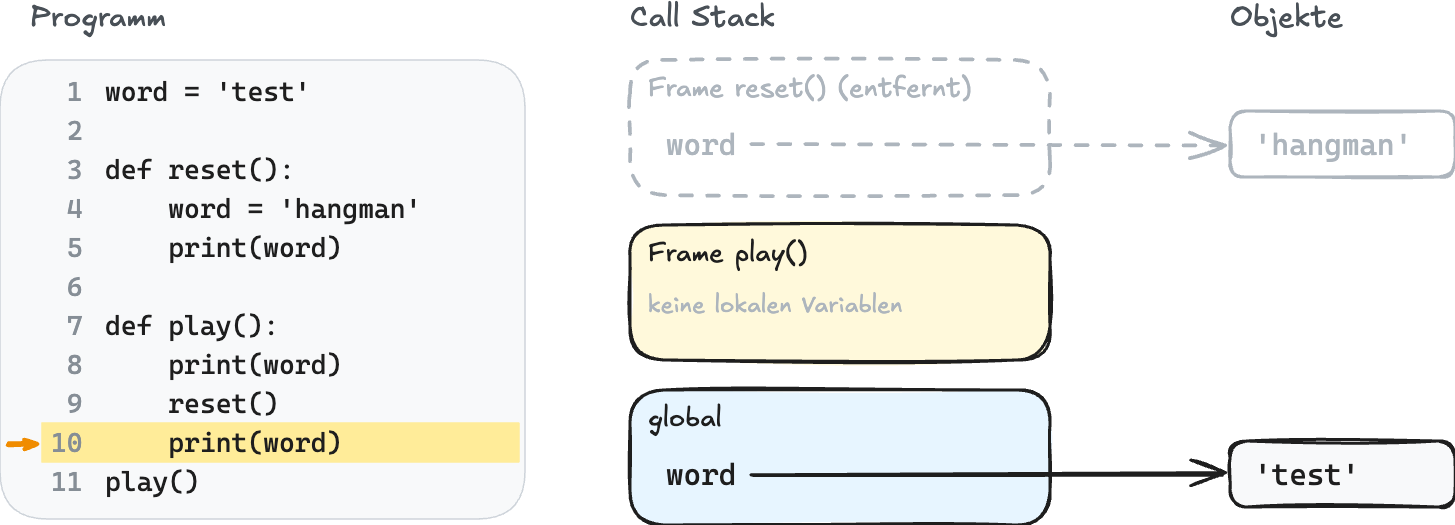 Programm
1 word = 'test'
2
3 def reset():
4     word = 'hangman'
5     print(word)
6
7 def play():
8     print(word)
9     reset()
10     print(word)
11 play()
Call Stack
Frame reset() (entfernt)
word
Frame play()
keine lokalen Variablen
global
word
Objekte
'hangman'
'test'